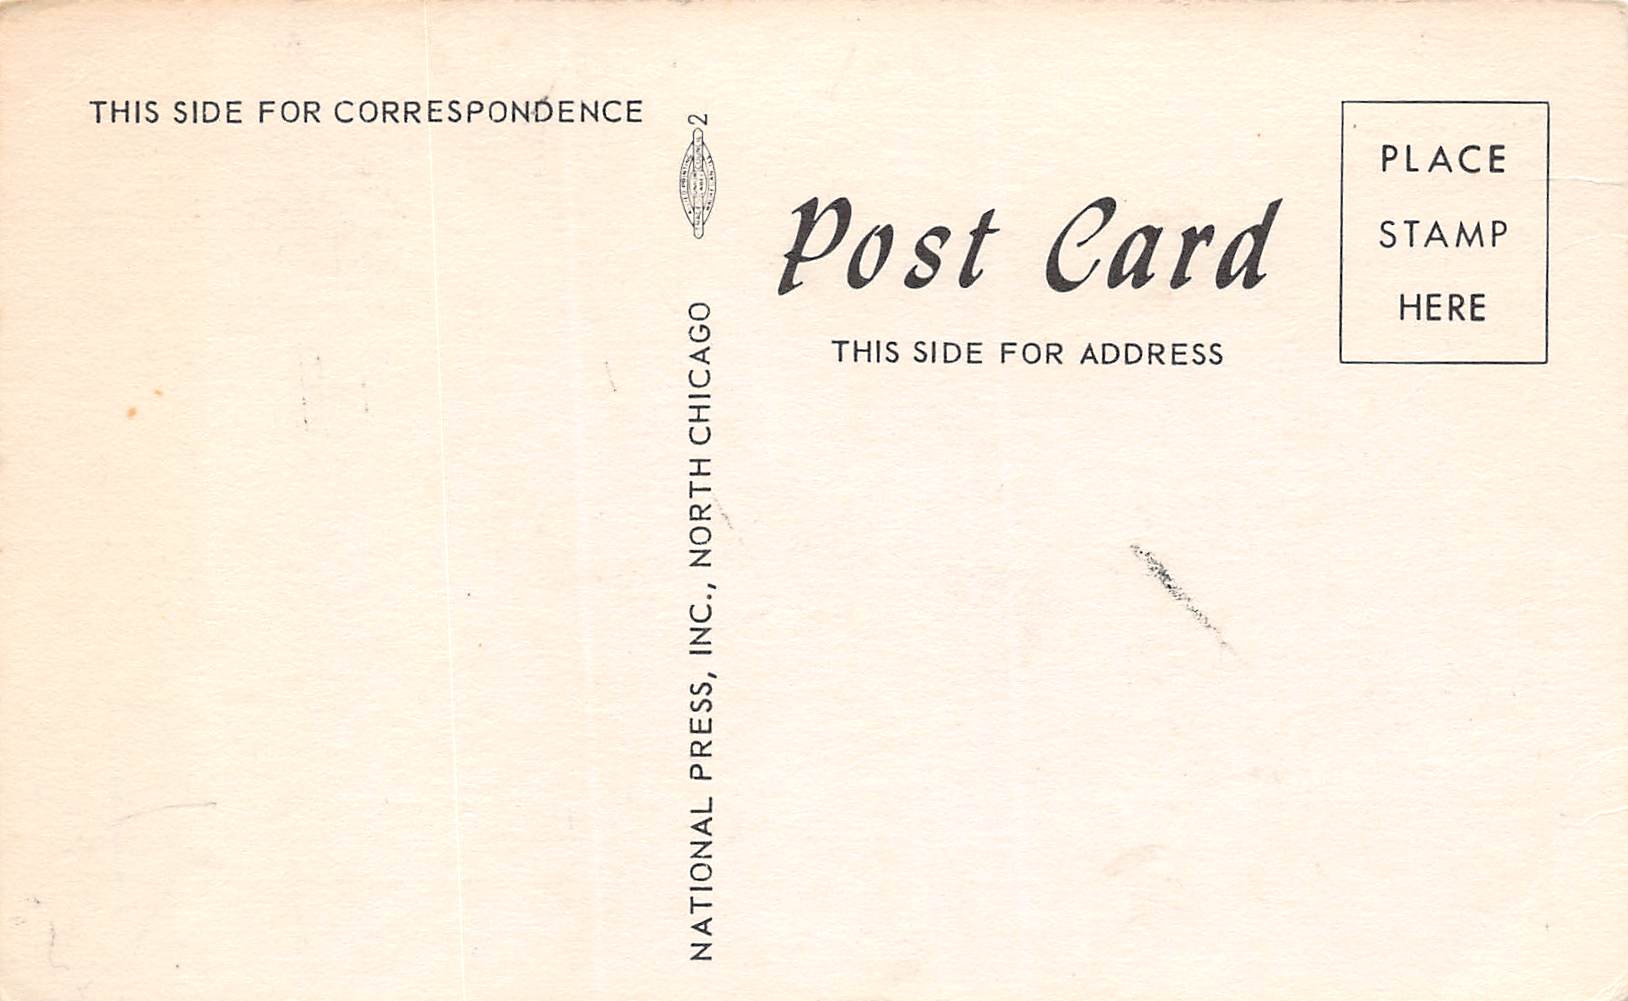 THIS SIDE FOR CORRESPONDENCE
2
NATIONAL PRESS, INC., NORTH CHICAGO
Post Card
THIS SIDE FOR ADDRESS
PLACE
STAMP
HERE